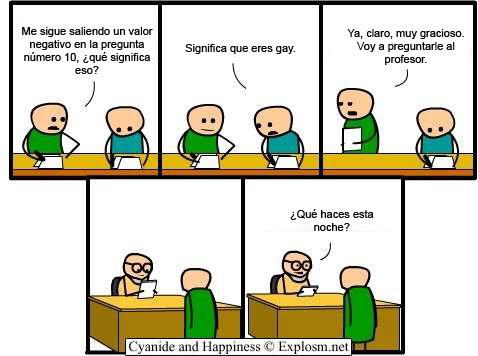 Me sigue saliendo un valor
negativo en la pregunta
número 10, ¿qué significa
eso?
Significa que eres gay.
Ya, claro, muy gracioso.
Voy a preguntarle al
profesor.
¿Qué haces esta
noche?
Cyanide and Happiness © Explosm.net